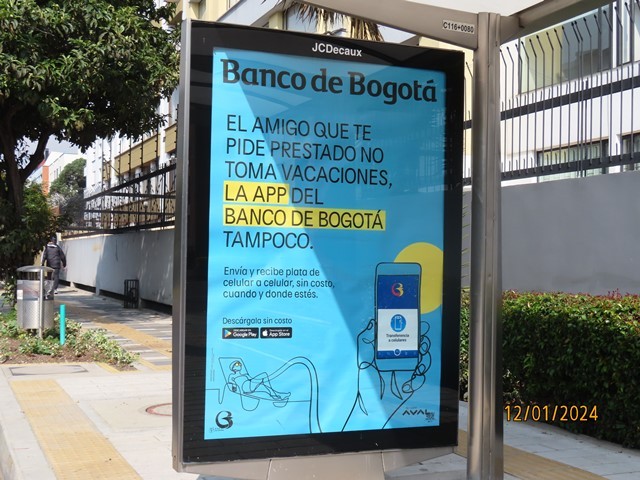 C116+0080
JCDecaux
Banco de Bogotá
EL AMIGO QUE TE
PIDE PRESTADO NO
TOMA VACACIONES,
LA APP DEL
BANCO DE BOGOTÁ
TAMPOCO.
Envía y recibe plata de
celular a celular, sin costo,
cuando y donde estés.
Descárgala sin costo
Google Play
App Store
Transferencia
a celulares
AVAL
12/01/2024